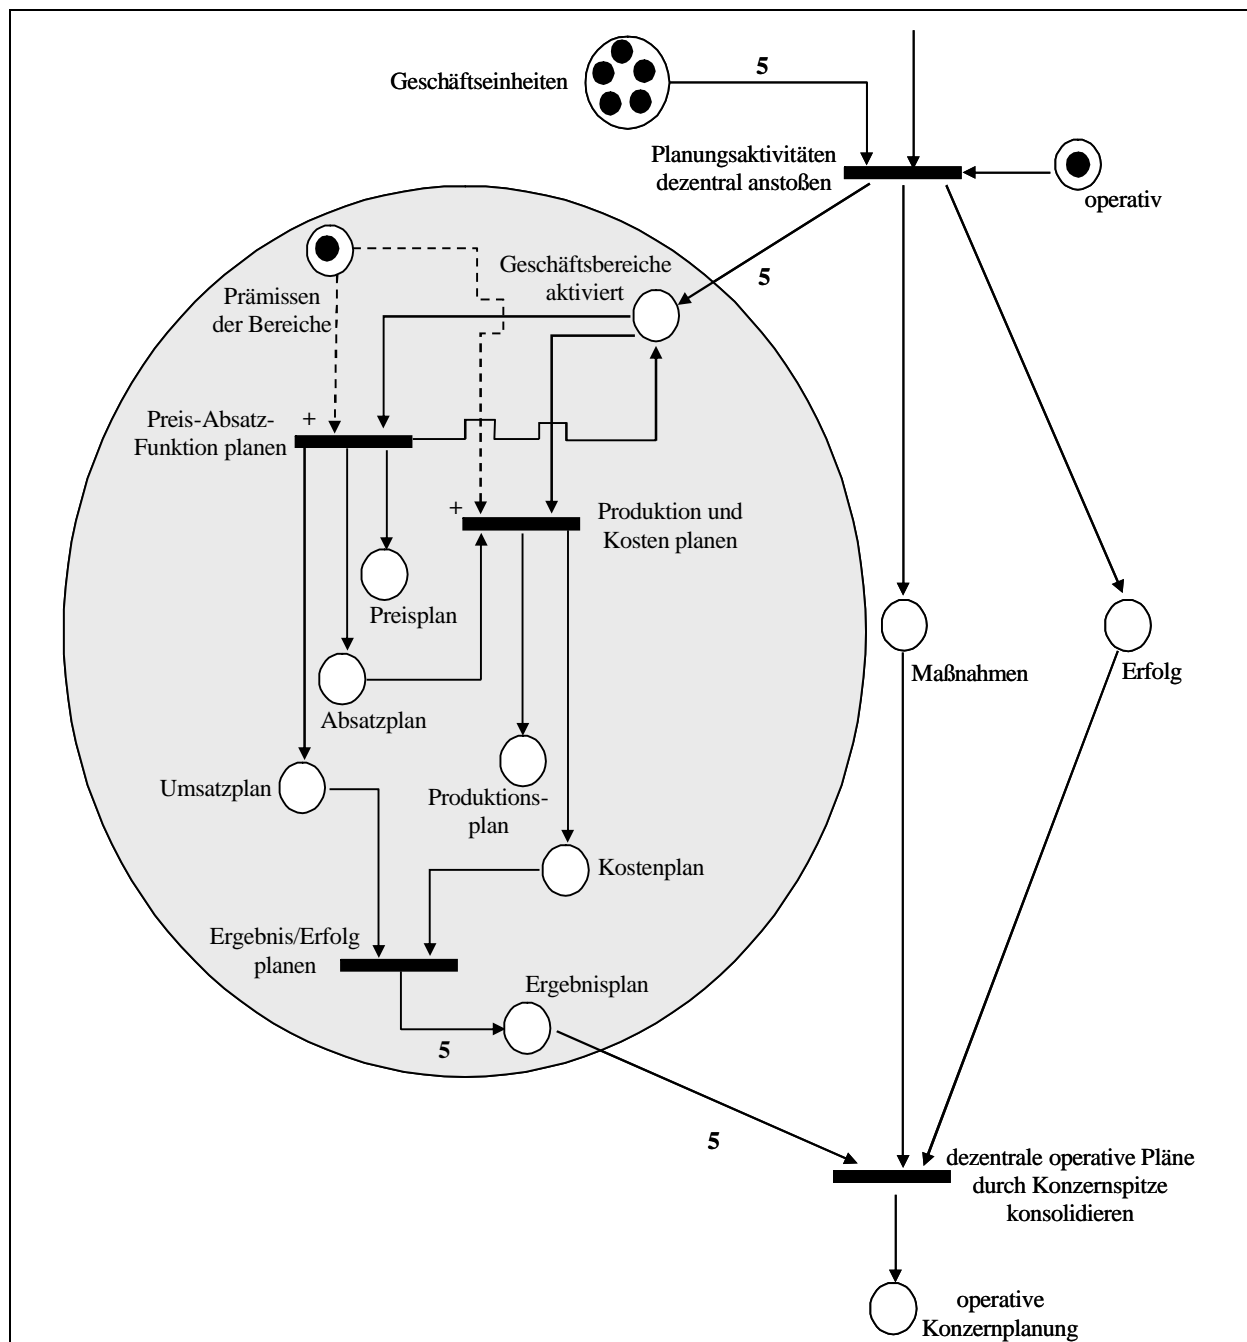 Geschäftseinheiten
5
Planungsaktivitäten
dezentral anstoßen
operativ
Geschäftsbereiche
aktiviert
5
Prämissen
der Bereiche
Preis-Absatz-
Funktion planen
+
+
Produktion und
Kosten planen
Preisplan
Absatzplan
Maßnahmen
Erfolg
Umsatzplan
Produktions-
plan
Kostenplan
Ergebnis/Erfolg
planen
Ergebnisplan
5
5
dezentrale operative Pläne
durch Konzernspitze
konsolidieren
operative
Konzernplanung